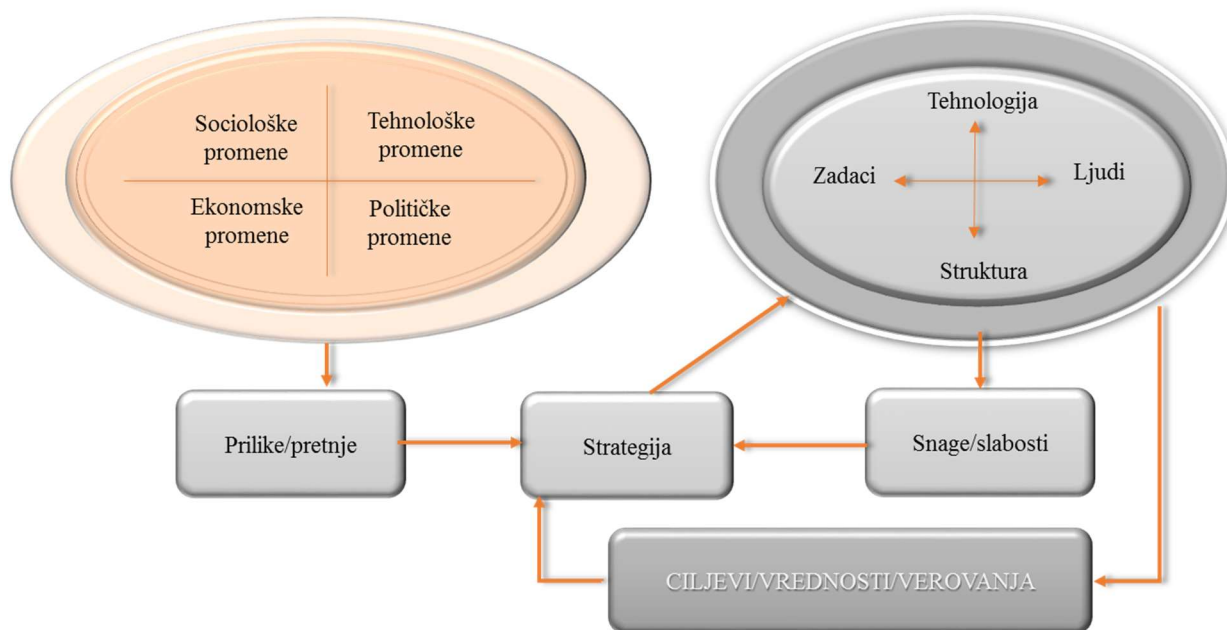 Sociološke
promene
Tehnološke
promene
Ekonomske
promene
Političke
promene
Tehnologija
Zadaci
Ljudi
Struktura
Prilike/pretnje
Strategija
Snage/slabosti
CILJEVI/VREDNOSTI/VEROVANJA